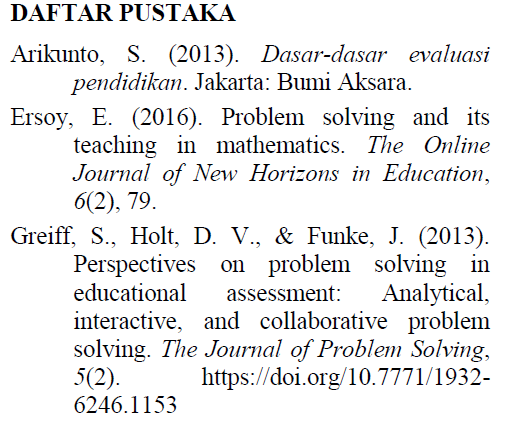 DAFTAR PUSTAKA
Arikunto, S. (2013). Dasar-dasar evaluasi
pendidikan. Jakarta: Bumi Aksara.
Ersoy, E. (2016). Problem solving and its
teaching in mathematics. The Online
Journal of New Horizons in Education,
6(2), 79.
Greiff, S., Holt, D. V., & Funke, J. (2013).
Perspectives on problem solving in
educational assessment: Analytical,
interactive, and collaborative problem
solving. The Journal of Problem Solving,
5(2). https://doi.org/10.7771/1932-
6246.1153